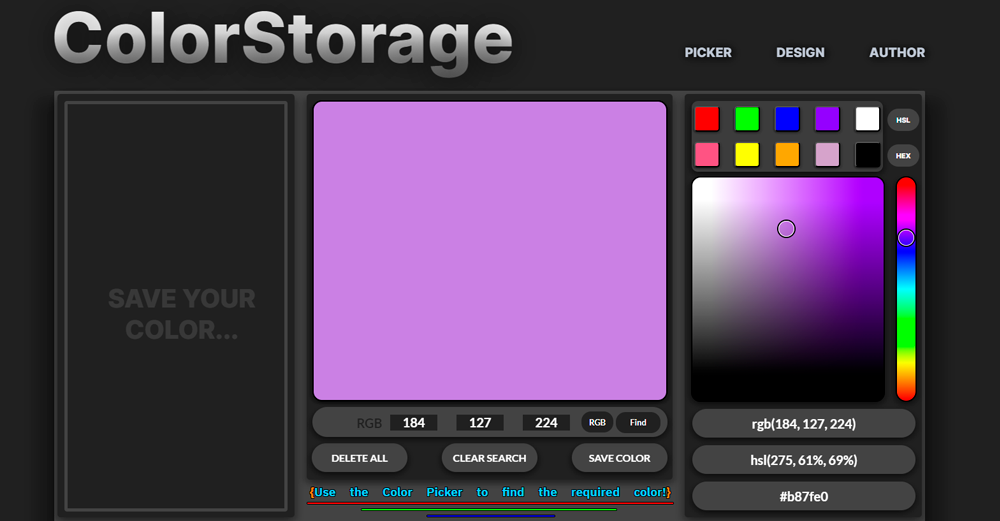 ColorStorage
PICKER DESIGN AUTHOR
HSL
HEX
SAVE YOUR
COLOR...
RGB 184 127 224 RGB Find
DELETE ALL CLEAR SEARCH SAVE COLOR
{Use the Color Picker to find the required color!}
rgb(184, 127, 224)
hsl(275, 61%, 69%)
#b87fe0